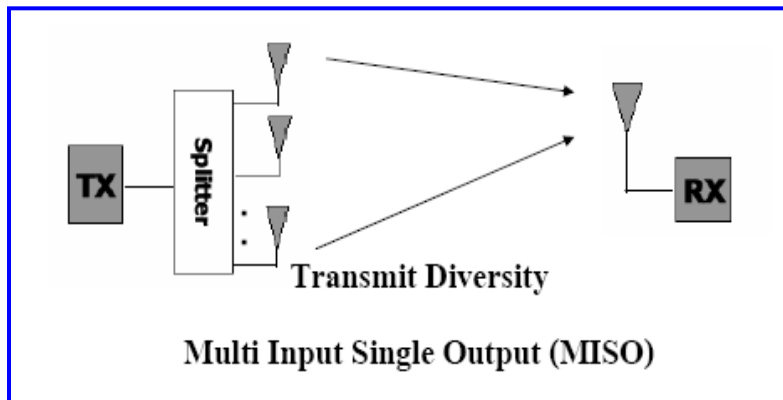 TX
Splitter
RX
Transmit Diversity
Multi Input Single Output (MISO)